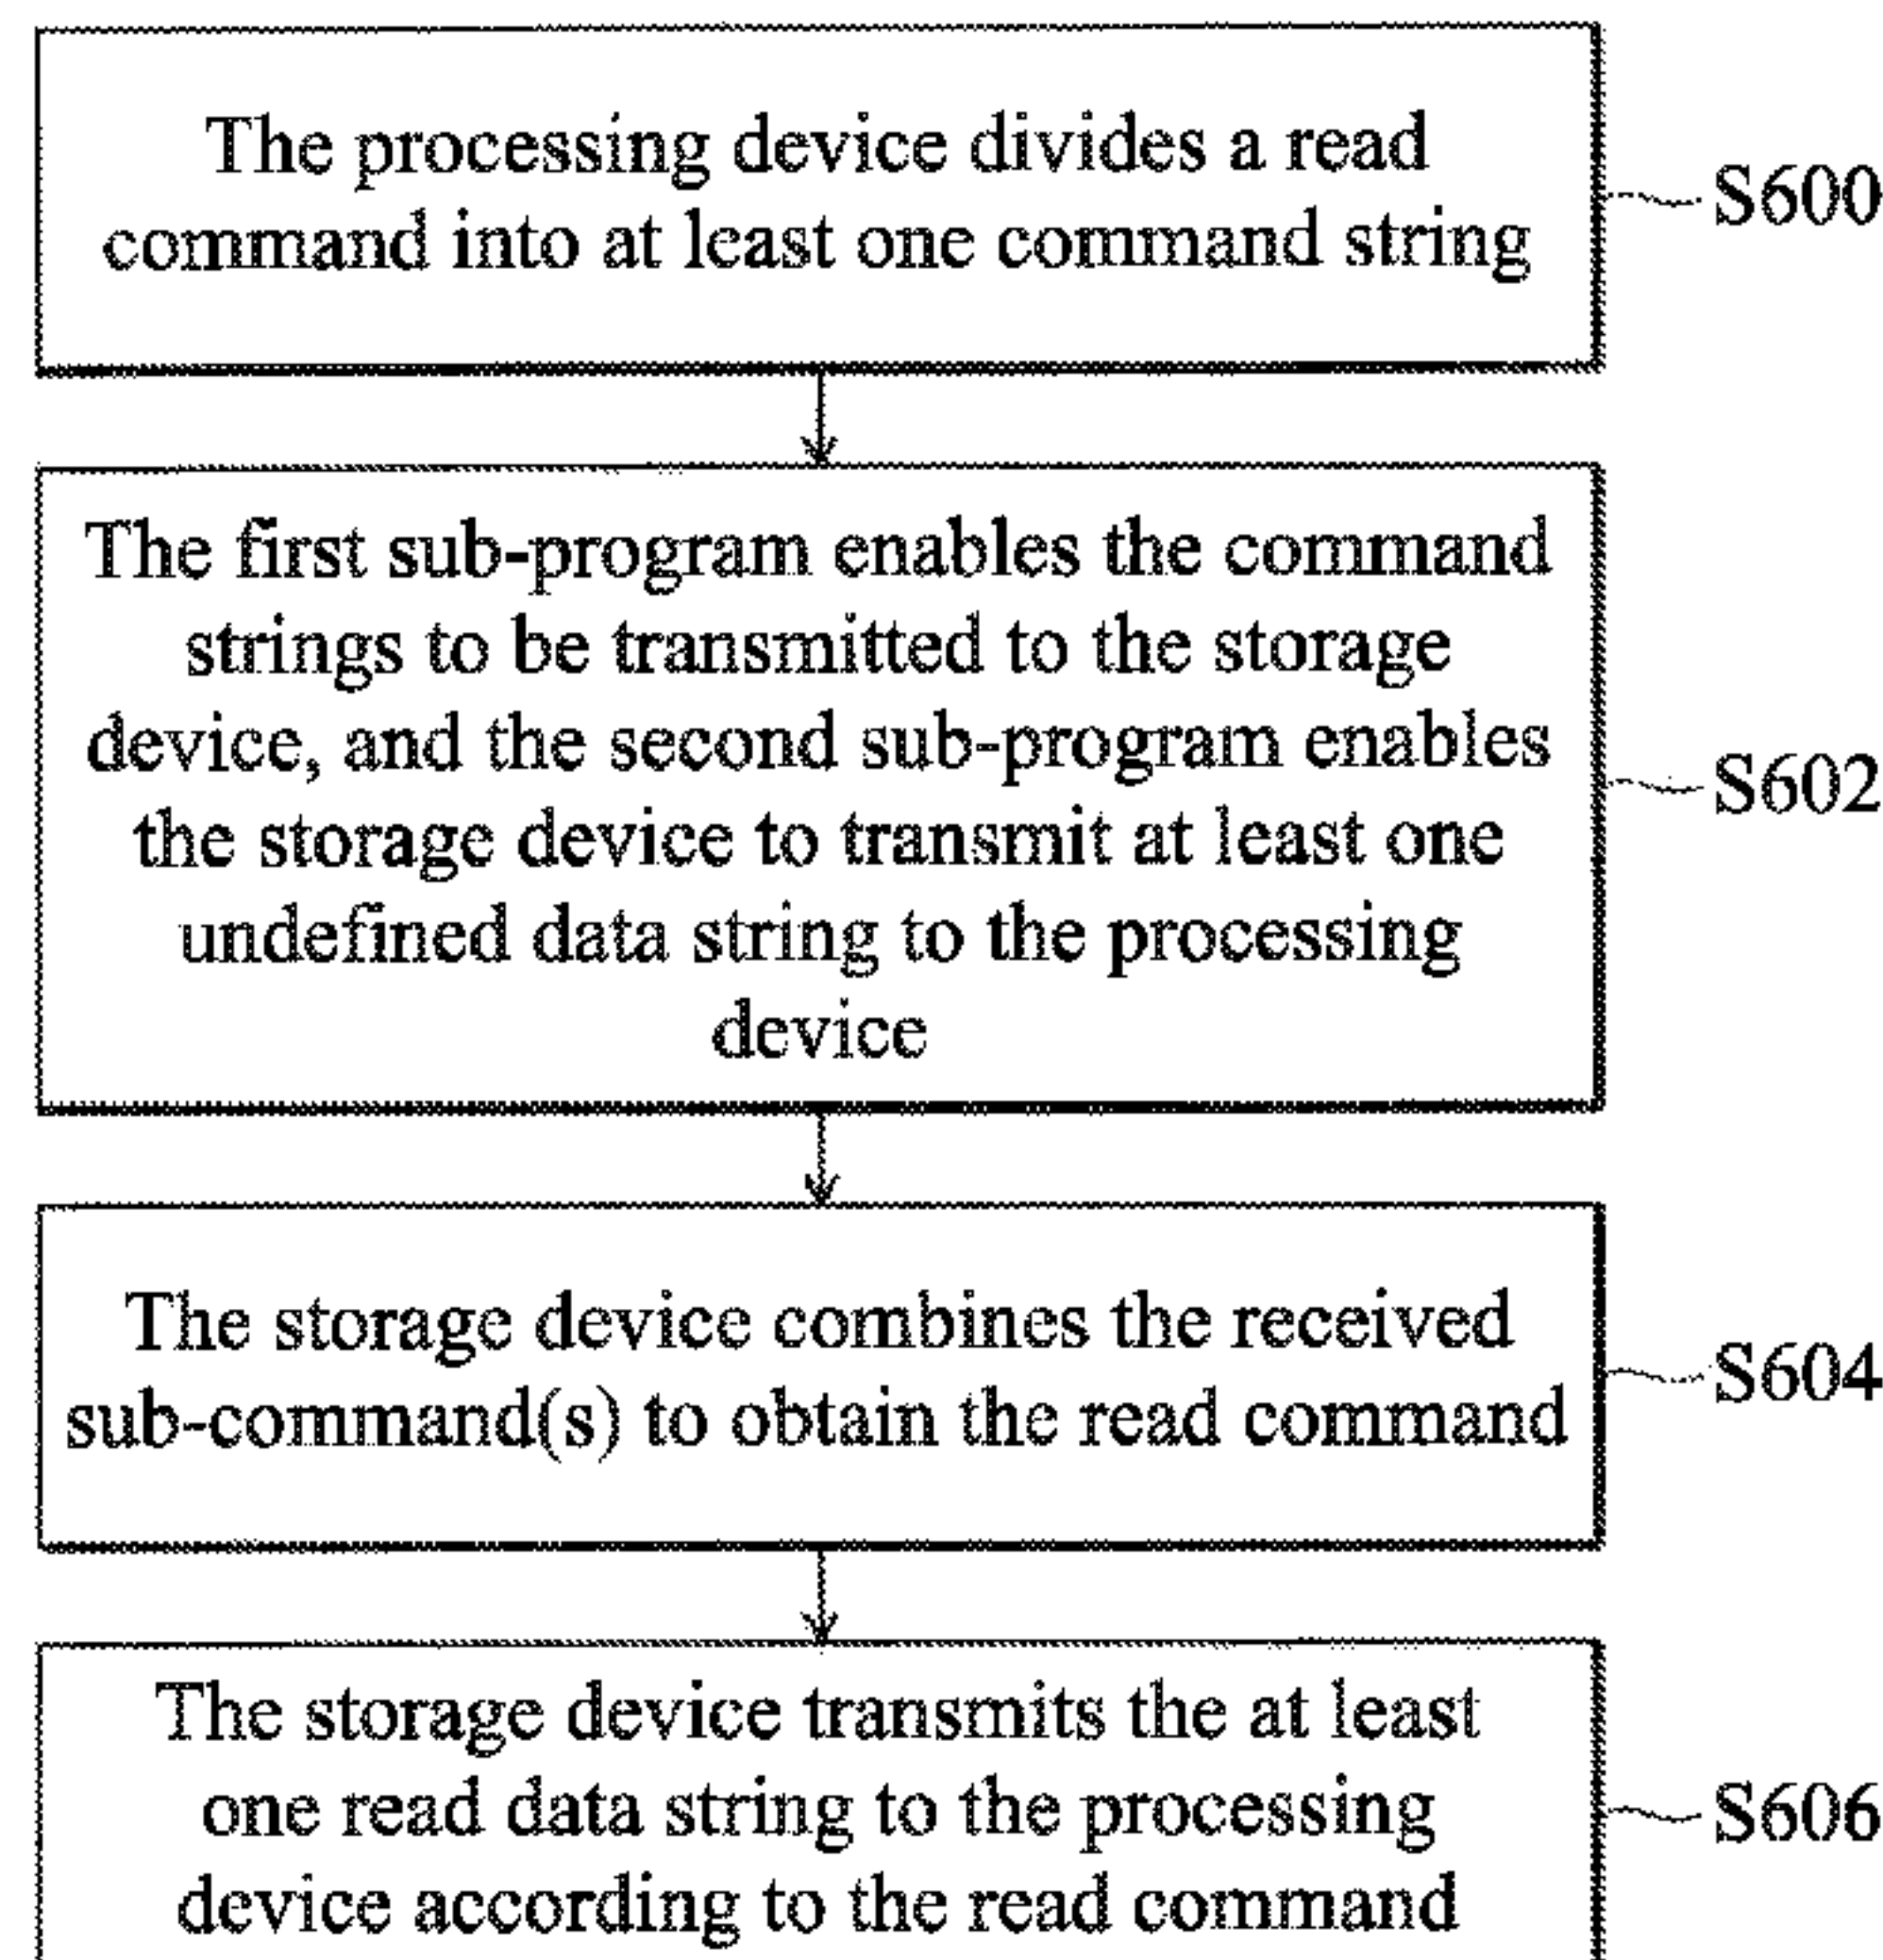 The processing device divides a read
command into at least one command string
S600
The first sub-program enables the command
strings to be transmitted to the storage
device, and the second sub-program enables
the storage device to transmit at least one
undefined data string to the processing
device
S602
The storage device combines the received
sub-command(s) to obtain the read command
S604
The storage device transmits the at least
one read data string to the processing
device according to the read command
S606